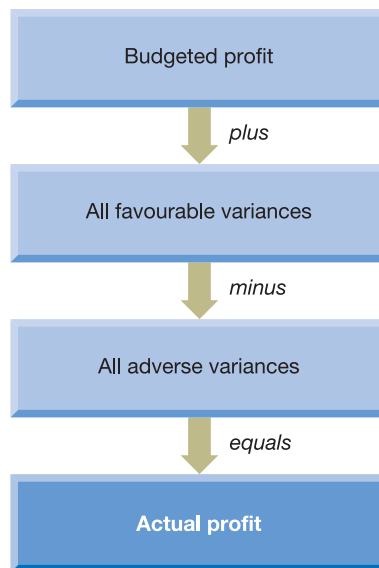 Budgeted profit
plus
All favourable variances
minus
All adverse variances
equals
Actual profit